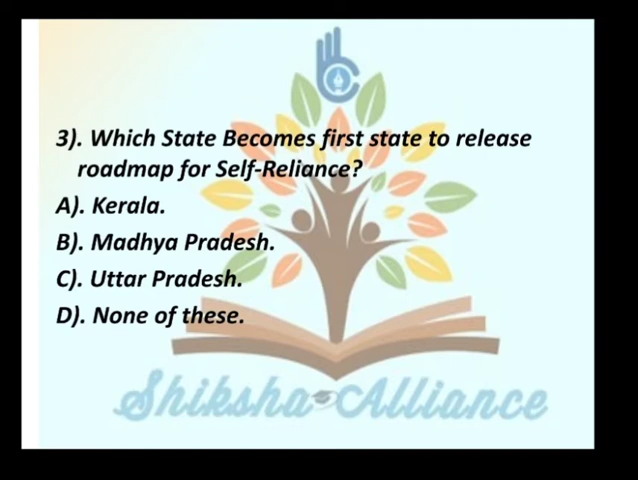 3). Which State Becomes first state to release
roadmap for Self-Reliance?
A). Kerala.
B). Madhya Pradesh.
C). Uttar Pradesh.
D). None of these.
Shiksha Alliance